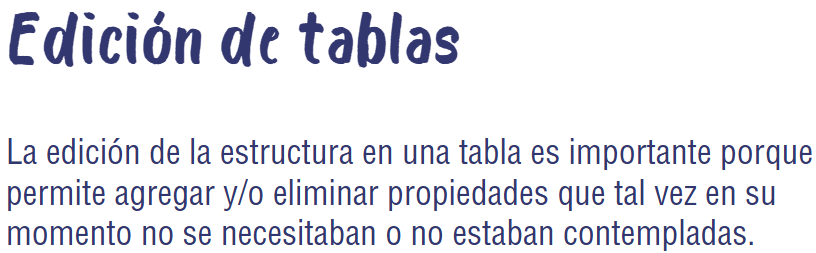 Edición de tablas
La edición de la estructura en una tabla es importante porque
permite agregar y/o eliminar propiedades que tal vez en su
momento no se necesitaban o no estaban contempladas.